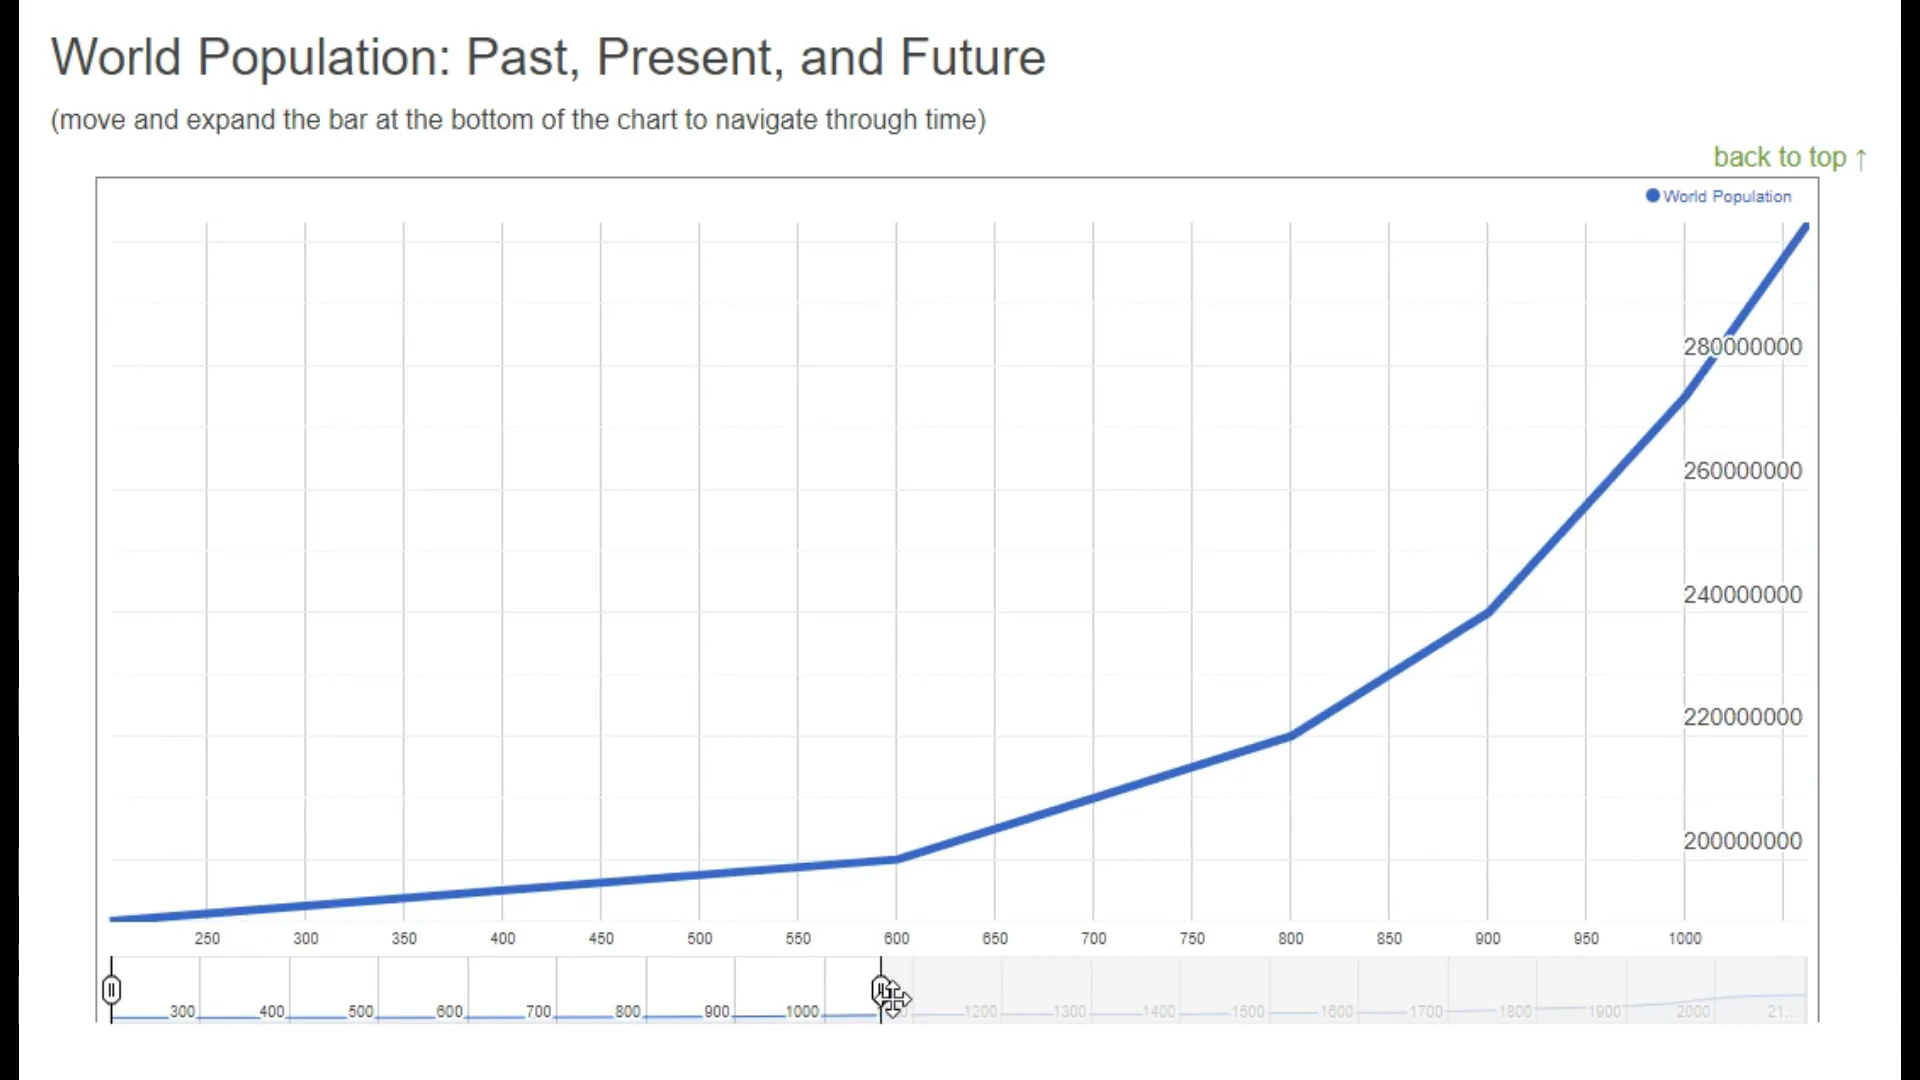 World Population: Past, Present, and Future
(move and expand the bar at the bottom of the chart to navigate through time)
back to top ↑
World Population
280000000
260000000
240000000
220000000
200000000
250 300 350 400 450 500 550 600 650 700 750 800 850 900 950 1000
300 400 500 600 700 800 900 1000 1200 1300 1400 1500 1600 1700 1800 1900 2000 21...